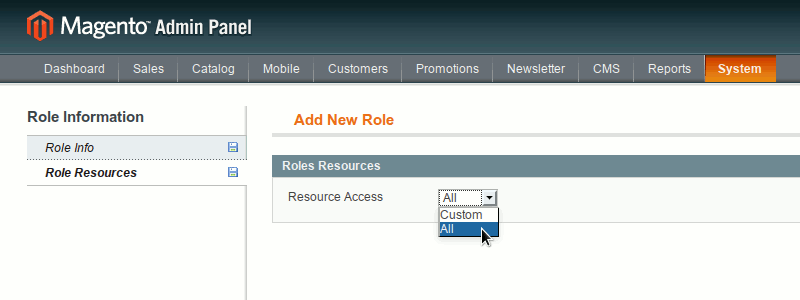 Magento™ Admin Panel
Dashboard Sales Catalog Mobile Customers Promotions Newsletter CMS Reports System
Role Information
Role Info
Role Resources
Add New Role
Roles Resources
Resource Access All
Custom
All